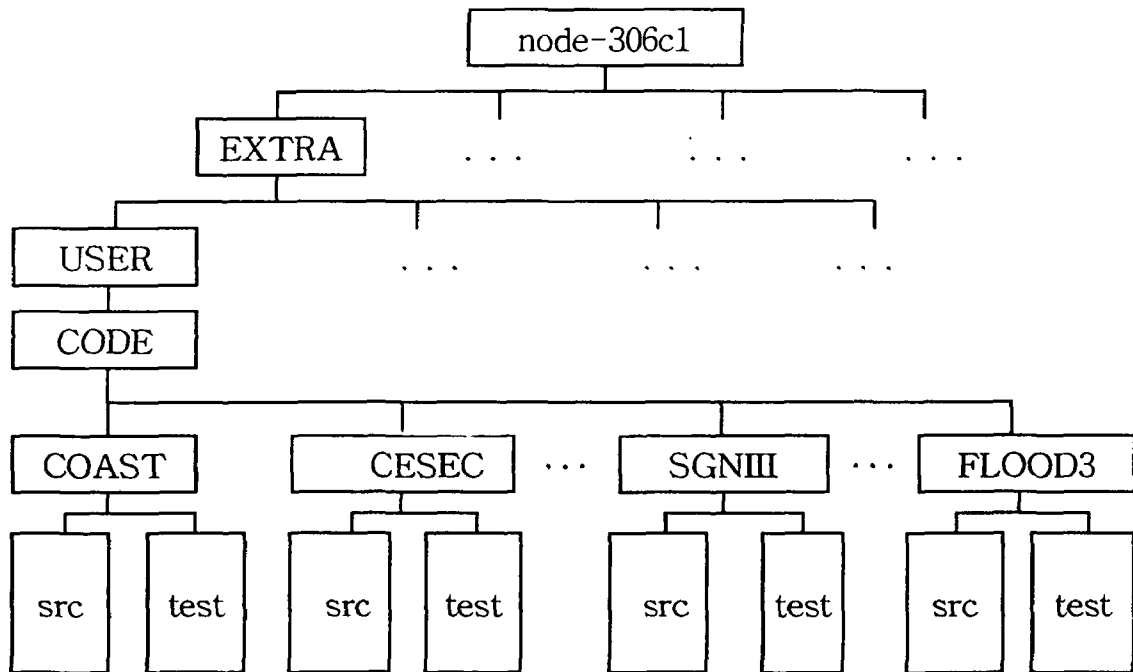 node-306c1
EXTRA ... ... ...
USER ... ... ...
CODE
COAST CESEC ... SGNIII ... FLOOD3
src test src test src test src test